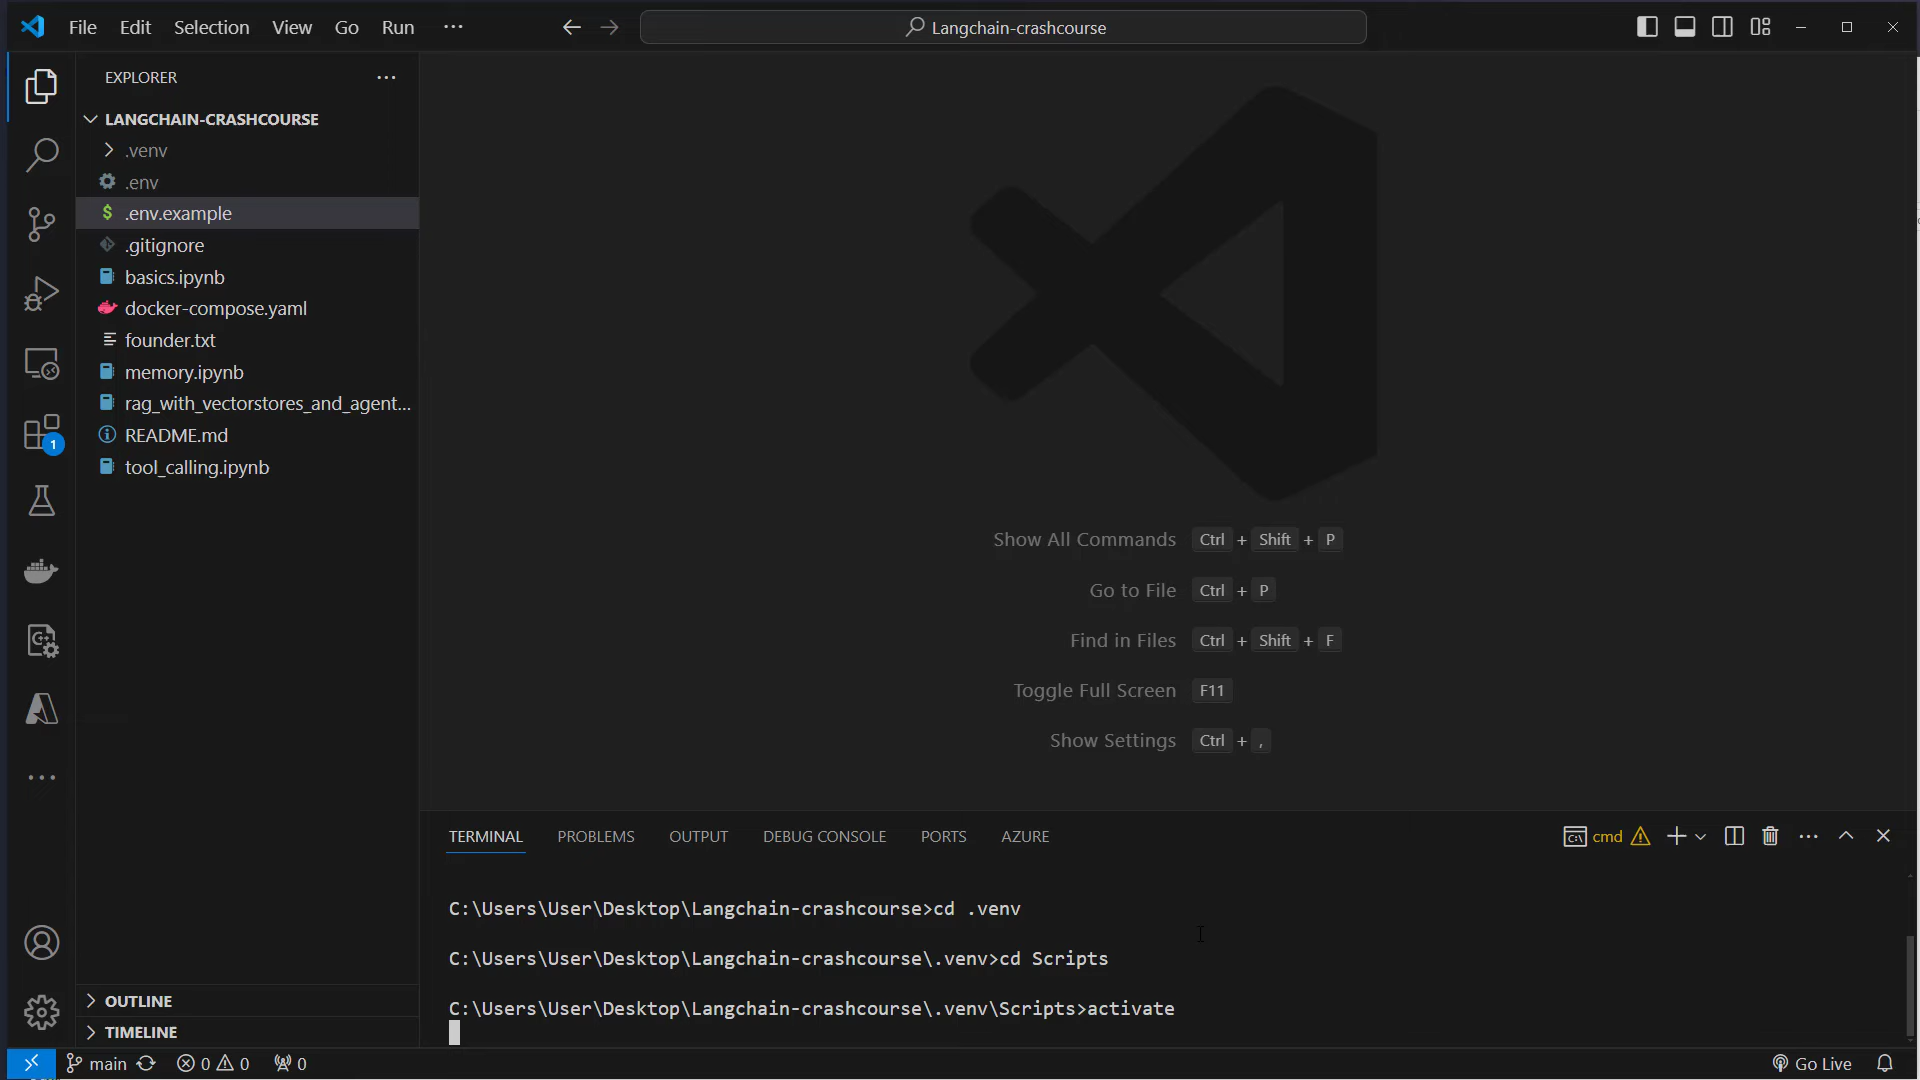 File Edit Selection View Go Run ···
Langchain-crashcourse
EXPLORER
LANGCHAIN-CRASHCOURSE
.venv
.env
$ .env.example
.gitignore
basics.ipynb
docker-compose.yaml
founder.txt
memory.ipynb
rag_with_vectorstores_and_agent...
README.md
tool_calling.ipynb
1
Show All Commands Ctrl + Shift + P
Go to File Ctrl + P
Find in Files Ctrl + Shift + F
Toggle Full Screen F11
Show Settings Ctrl + ,
TERMINAL PROBLEMS OUTPUT DEBUG CONSOLE PORTS AZURE
cmd
C:\Users\User\Desktop\Langchain-crashcourse>cd .venv
C:\Users\User\Desktop\Langchain-crashcourse\.venv>cd Scripts
C:\Users\User\Desktop\Langchain-crashcourse\.venv\Scripts>activate
OUTLINE
TIMELINE
main 0 0 0 Go Live